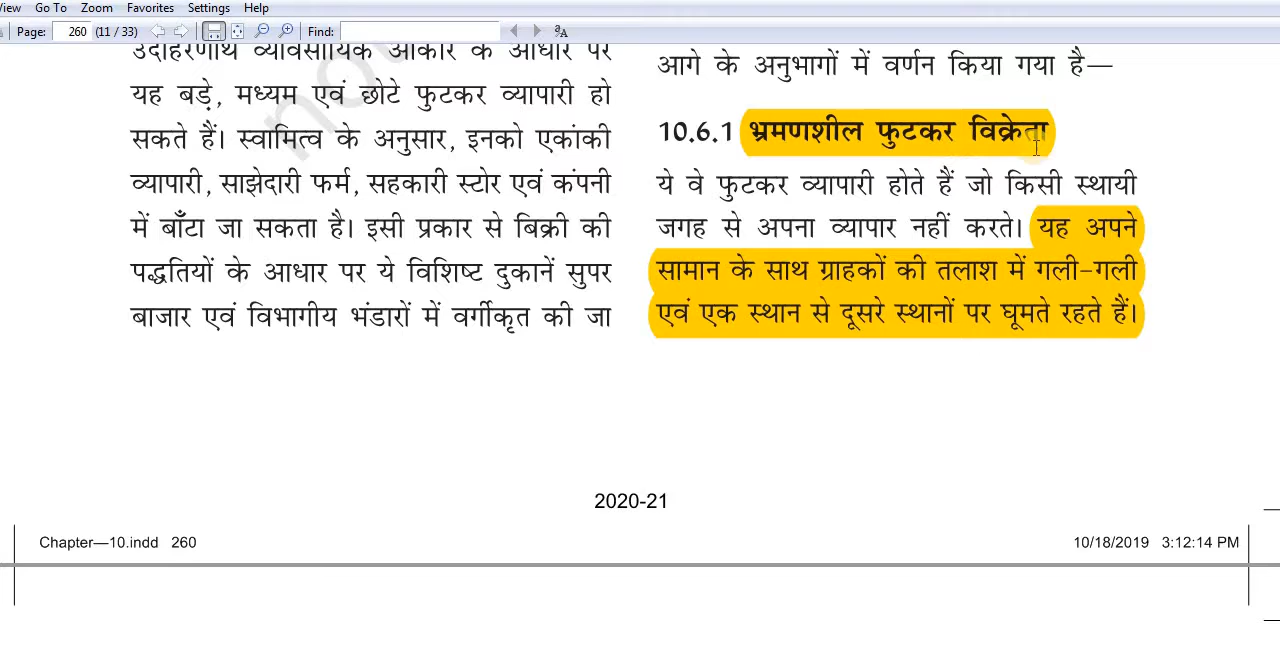 View Go To Zoom Favorites Settings Help
Page: 260 (11 / 33) Find:
उदाहरणार्थ व्यावसायिक आकार के आधार पर
यह बड़े, मध्यम एवं छोटे फुटकर व्यापारी हो
सकते हैं। स्वामित्व के अनुसार, इनको एकांकी
व्यापारी, साझेदारी फर्म, सहकारी स्टोर एवं कंपनी
में बाँटा जा सकता है। इसी प्रकार से बिक्री की
पद्धतियों के आधार पर ये विशिष्ट दुकानें सुपर
बाजार एवं विभागीय भंडारों में वर्गीकृत की जा
आगे के अनुभागों में वर्णन किया गया है—
10.6.1 भ्रमणशील फुटकर विक्रेता
ये वे फुटकर व्यापारी होते हैं जो किसी स्थायी
जगह से अपना व्यापार नहीं करते। यह अपने
सामान के साथ ग्राहकों की तलाश में गली-गली
एवं एक स्थान से दूसरे स्थानों पर घूमते रहते हैं।
2020-21
Chapter—10.indd 260
10/18/2019 3:12:14 PM